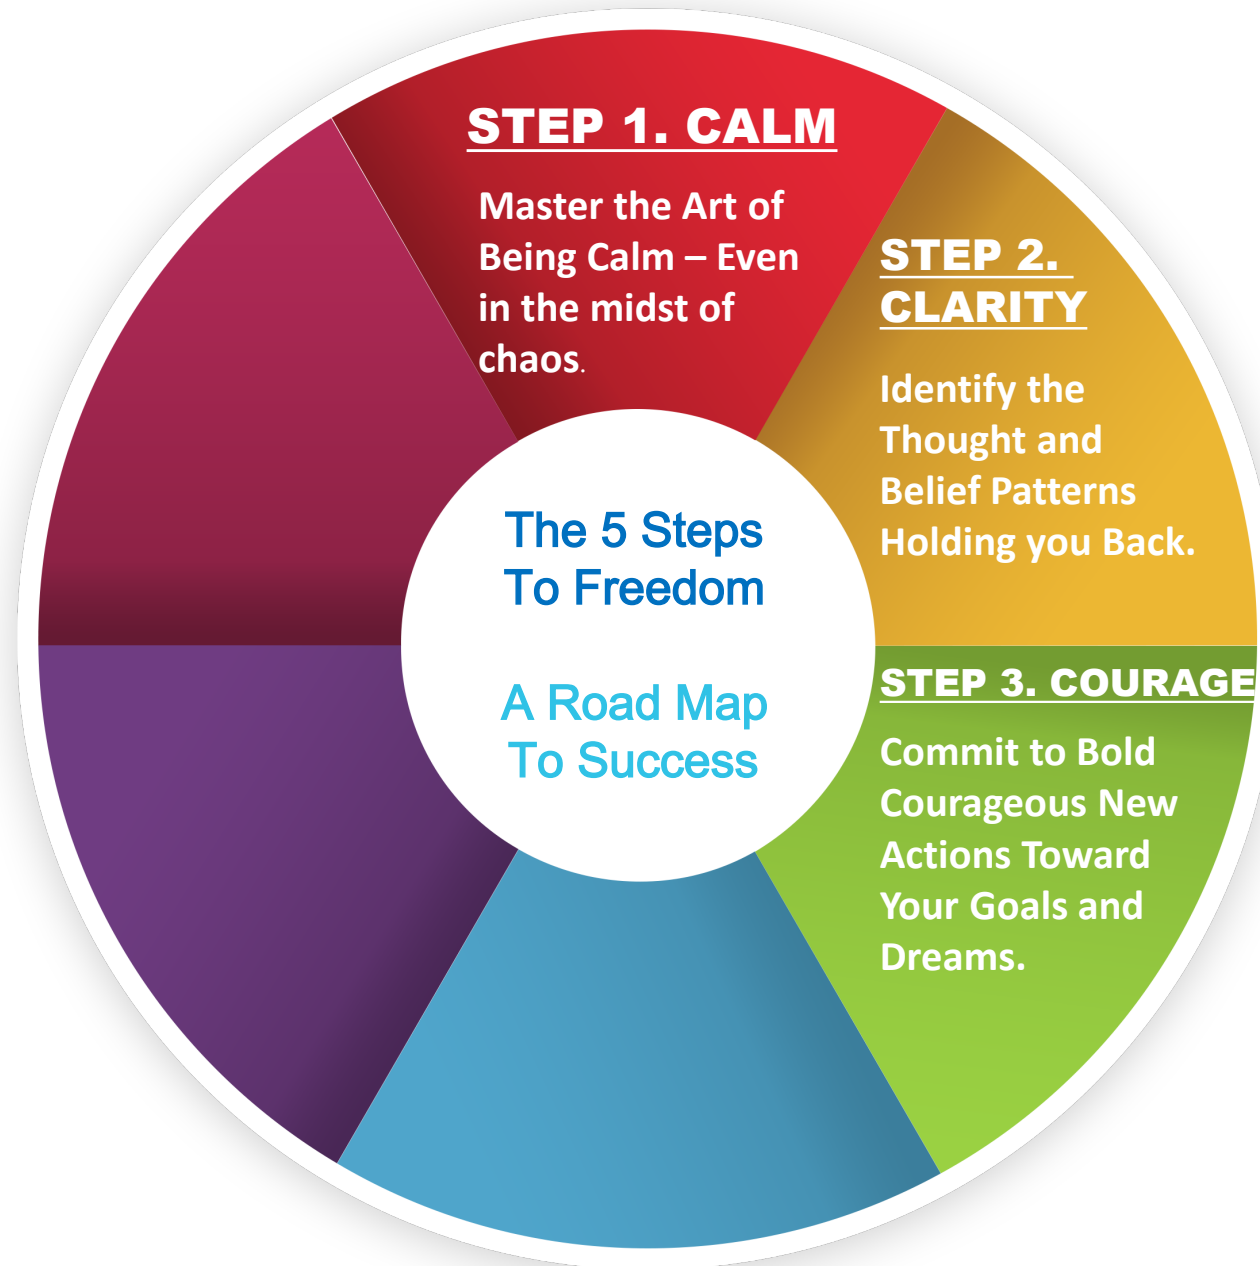 STEP 1. CALM
Master the Art of
Being Calm – Even
in the midst of
chaos.
STEP 2.
CLARITY
Identify the
Thought and
Belief Patterns
Holding you Back.
The 5 Steps
To Freedom
A Road Map
To Success
STEP 3. COURAGE
Commit to Bold
Courageous New
Actions Toward
Your Goals and
Dreams.